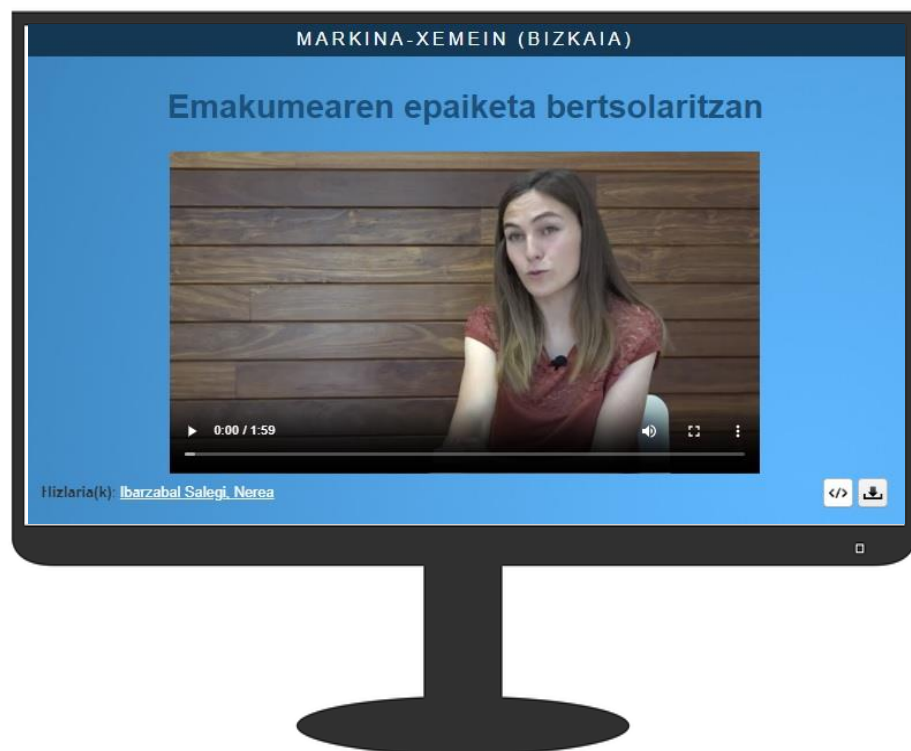 MARKINA-XEMEIN (BIZKAIA)
Emakumearen epaiketa bertsolaritzan
0:00 / 1:59
Hizlaria(k): Ibarzabal Salegi, Nerea